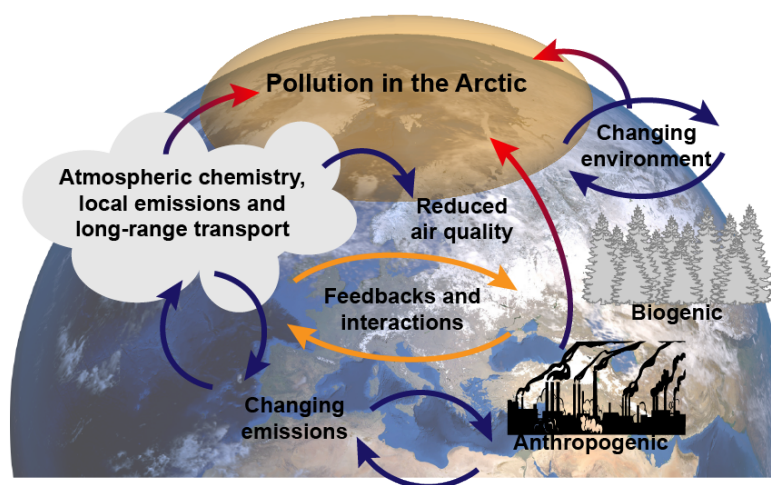 Pollution in the Arctic
Changing
environment
Atmospheric chemistry,
local emissions and
long-range transport
Reduced
air quality
Feedbacks and
interactions
Biogenic
Changing
emissions
Anthropogenic